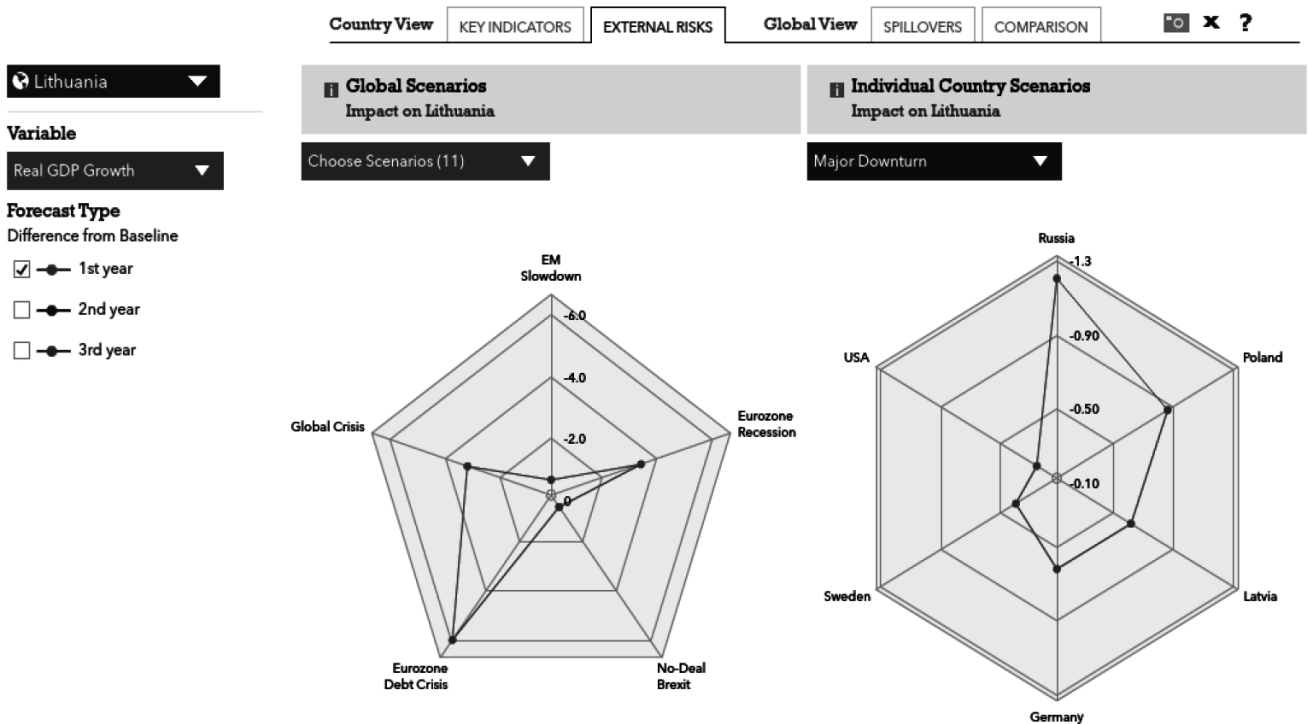 Country View
KEY INDICATORS
EXTERNAL RISKS
Global View
SPILLOVERS
COMPARISON
x
?
Lithuania
Variable
Real GDP Growth
Forecast Type
Difference from Baseline
1st year
2nd year
3rd year
i Global Scenarios
Impact on Lithuania
Choose Scenarios (11)
EM
Slowdown
-6.0
-4.0
-2.0
0
Global Crisis
Eurozone
Recession
Eurozone
Debt Crisis
No-Deal
Brexit
i Individual Country Scenarios
Impact on Lithuania
Major Downturn
Russia
-1.3
-0.90
-0.50
-0.10
USA
Poland
Sweden
Latvia
Germany